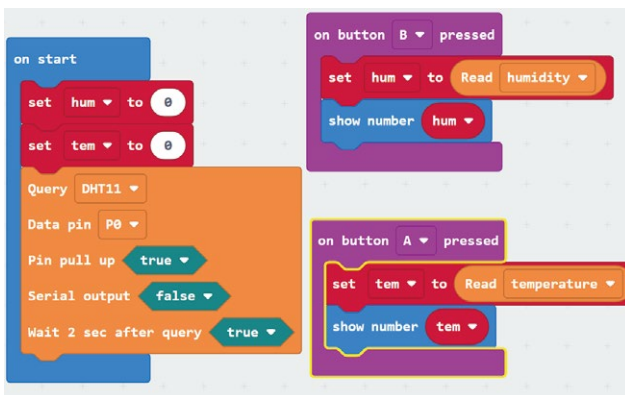 on start
set hum to 0
set tem to 0
Query DHT11
Data pin P0
Pin pull up true
Serial output false
Wait 2 sec after query true
on button B pressed
set hum to Read humidity
show number hum
on button A pressed
set tem to Read temperature
show number tem